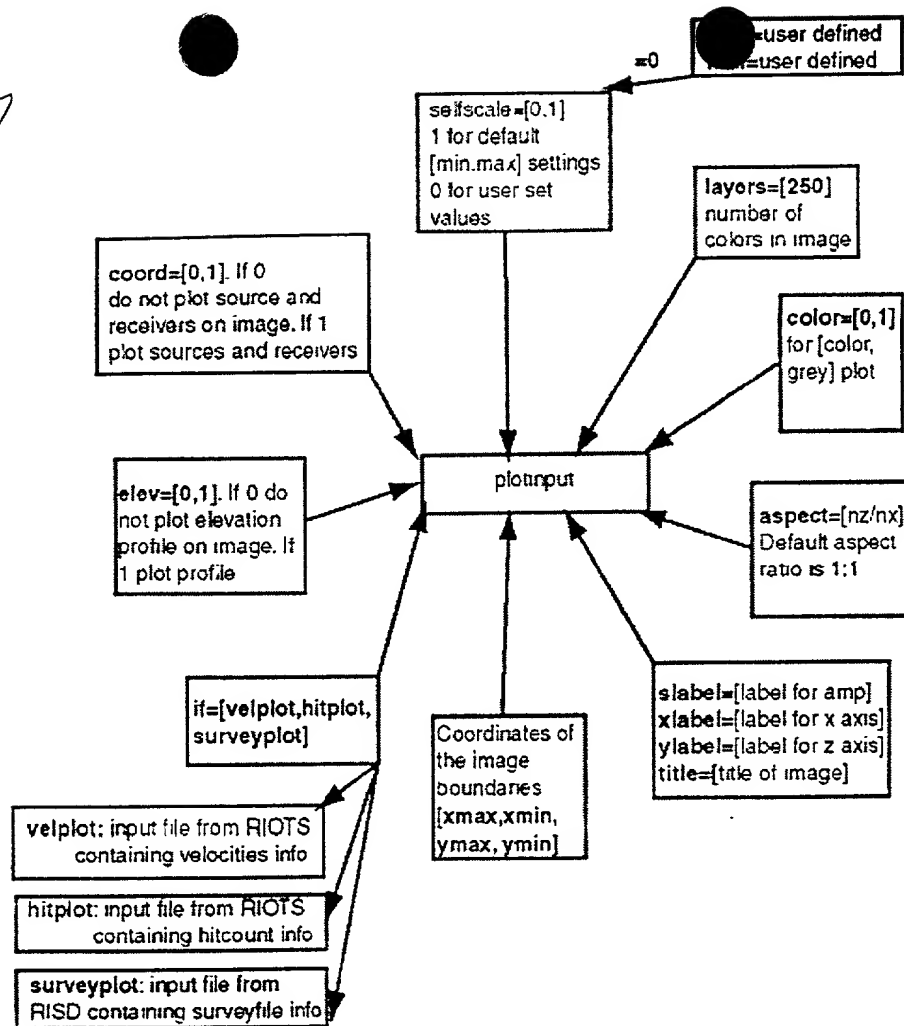 =user defined
=user defined
=0
selfscale=[0,1]
1 for default
[min.max] settings
0 for user set
values
layors=[250]
number of
colors in image
coord=[0,1]. If 0
do not plot source and
receivers on image. If 1
plot sources and receivers
color=[0,1]
for [color,
grey] plot
plotinput
elev=[0,1]. If 0 do
not plot elevation
profile on image. If
1 plot profile
aspect=[nz/nx]
Default aspect
ratio is 1:1
if=[velplot,hitplot,
surveyplot]
Coordinates of
the image
boundaries
[xmax,xmin,
ymax, ymin]
slabel=[label for amp]
xlabel=[label for x axis]
ylabel=[label for z axis]
title=[title of image]
velplot: input file from RIOTS
containing velocities info
hitplot: input file from RIOTS
containing hitcount info
surveyplot: input file from
RISD containing surveyfile info